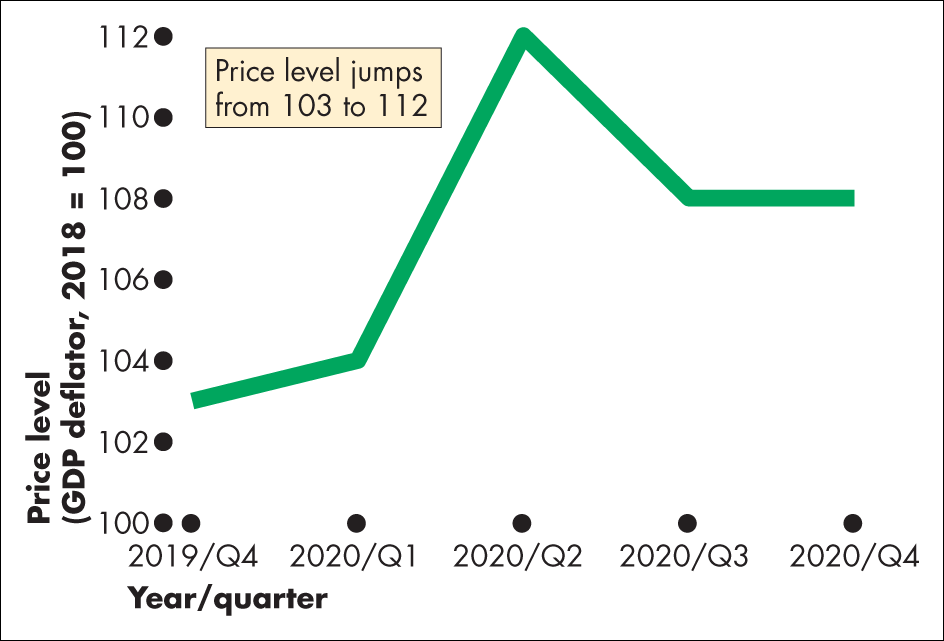 112
Price level jumps
from 103 to 112
110
108
106
104
102
100
Price level
(GDP deflator, 2018 = 100)
2019/Q4 2020/Q1 2020/Q2 2020/Q3 2020/Q4
Year/quarter